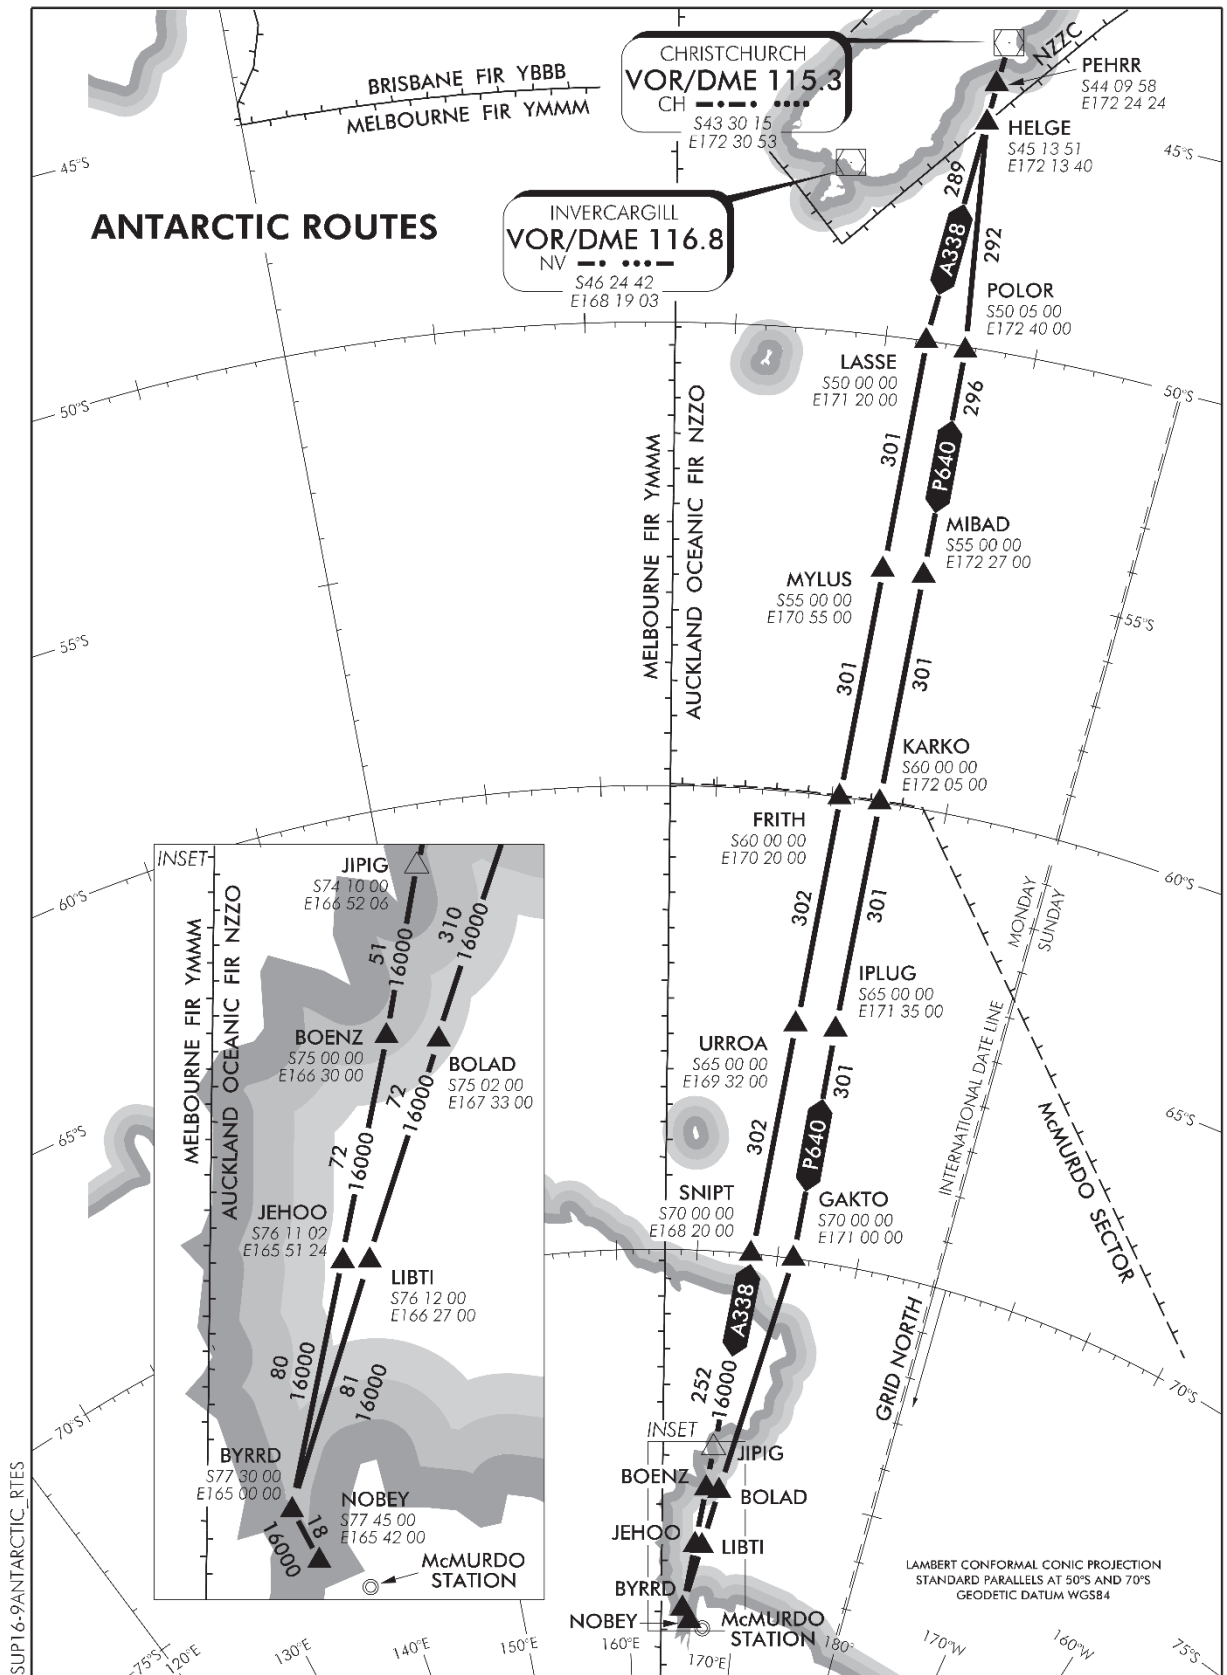 BRISBANE FIR YBBB
MELBOURNE FIR YMMM
CHRISTCHURCH
VOR/DME 115.3
CH
S43 30 15
E172 30 53
NZZC
PEHRR
S44 09 58
E172 24 24
HELGE
S45 13 51
E172 13 40
45°S
45°S
ANTARCTIC ROUTES
INVERCARGILL
VOR/DME 116.8
NV
S46 24 42
E168 19 03
289
A338
292
POLOR
S50 05 00
E172 40 00
LASSE
S50 00 00
E171 20 00
50°S
50°S
296
P640
301
MELBOURNE FIR YMMM
AUCKLAND OCEANIC FIR NZZO
MIBAD
S55 00 00
E172 27 00
MYLUS
S55 00 00
E170 55 00
55°S
55°S
301
301
KARKO
S60 00 00
E172 05 00
FRITH
S60 00 00
E170 20 00
60°S
60°S
302
301
MONDAY
SUNDAY
IPLUG
S65 00 00
E171 35 00
URROA
S65 00 00
E169 32 00
INTERNATIONAL DATE LINE
301
P640
302
65°S
65°S
McMURDO SECTOR
SNIPT
S70 00 00
E168 20 00
GAKTO
S70 00 00
E171 00 00
A338
252
16000
GRID NORTH
70°S
70°S
INSET
JIPIG
BOENZ
BOLAD
JEHOO
LIBTI
BYRRD
NOBEY
McMURDO
STATION
INSET
JIPIG
S74 10 00
E166 52 06
MELBOURNE FIR YMMM
AUCKLAND OCEANIC FIR NZZO
51
16000
310
16000
BOENZ
S75 00 00
E166 30 00
BOLAD
S75 02 00
E167 33 00
72
16000
72
16000
JEHOO
S76 11 02
E165 51 24
LIBTI
S76 12 00
E166 27 00
80
16000
81
16000
BYRRD
S77 30 00
E165 00 00
NOBEY
S77 45 00
E165 42 00
18
16000
McMURDO
STATION
LAMBERT CONFORMAL CONIC PROJECTION
STANDARD PARALLELS AT 50°S AND 70°S
GEODETIC DATUM WGS84
75°S
120°E
130°E
140°E
150°E
160°E
170°E
180°
170°W
160°W
75°S
SUP16-9ANTARCTIC_RTES